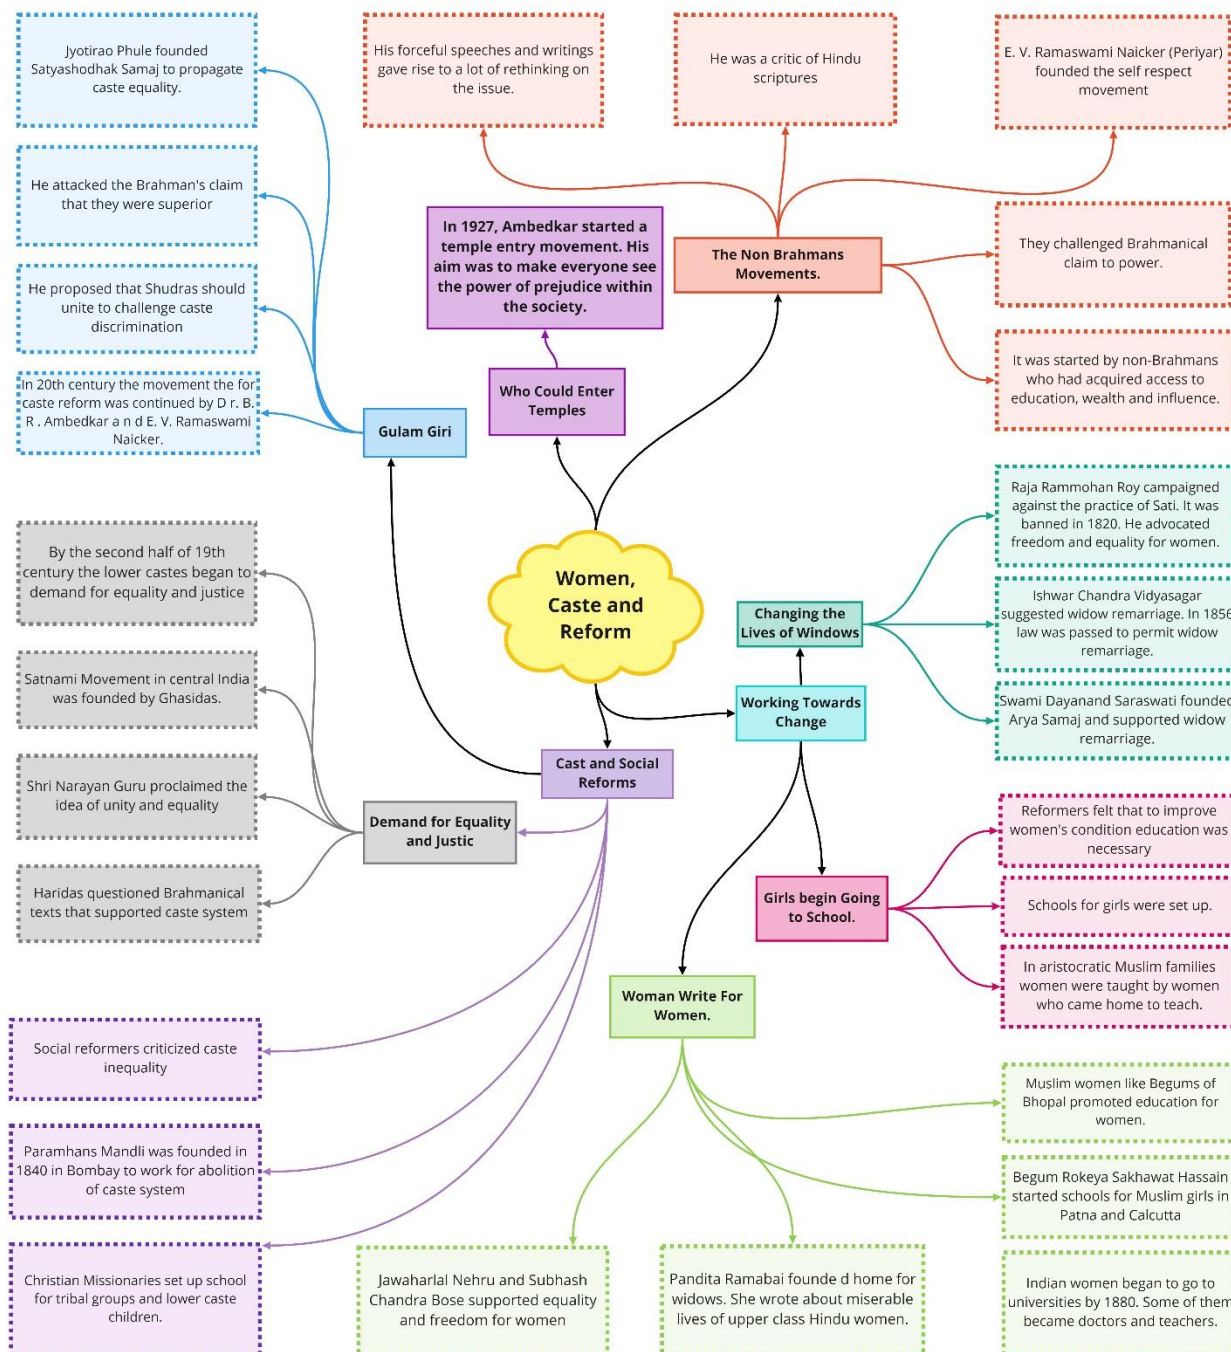 Jyotirao Phule founded
Satyashodhak Samaj to propagate
caste equality.
His forceful speeches and writings
gave rise to a lot of rethinking on
the issue.
He was a critic of Hindu
scriptures
E. V. Ramaswami Naicker (Periyar)
founded the self respect
movement
He attacked the Brahman's claim
that they were superior
In 1927, Ambedkar started a
temple entry movement. His
aim was to make everyone see
the power of prejudice within
the society.
The Non Brahmans
Movements.
They challenged Brahmanical
claim to power.
He proposed that Shudras should
unite to challenge caste
discrimination
It was started by non-Brahmans
who had acquired access to
education, wealth and influence.
In 20th century the movement the for
caste reform was continued by D r. B.
R . Ambedkar a n d E. V. Ramaswami
Naicker.
Gulam Giri
Who Could Enter
Temples
Raja Rammohan Roy campaigned
against the practice of Sati. It was
banned in 1820. He advocated
freedom and equality for women.
By the second half of 19th
century the lower castes began to
demand for equality and justice
Women,
Caste and
Reform
Changing the
Lives of Windows
Ishwar Chandra Vidyasagar
suggested widow remarriage. In 1856
law was passed to permit widow
remarriage.
Satnami Movement in central India
was founded by Ghasidas.
Working Towards
Change
Swami Dayanand Saraswati founded
Arya Samaj and supported widow
remarriage.
Cast and Social
Reforms
Shri Narayan Guru proclaimed the
idea of unity and equality
Demand for Equality
and Justic
Reformers felt that to improve
women's condition education was
necessary
Haridas questioned Brahmanical
texts that supported caste system
Girls begin Going
to School.
Schools for girls were set up.
In aristocratic Muslim families
women were taught by women
who came home to teach.
Woman Write For
Women.
Social reformers criticized caste
inequality
Muslim women like Begums of
Bhopal promoted education for
women.
Paramhans Mandli was founded in
1840 in Bombay to work for abolition
of caste system
Begum Rokeya Sakhawat Hassain
started schools for Muslim girls in
Patna and Calcutta
Christian Missionaries set up school
for tribal groups and lower caste
children.
Jawaharlal Nehru and Subhash
Chandra Bose supported equality
and freedom for women
Pandita Ramabai founde d home for
widows. She wrote about miserable
lives of upper class Hindu women.
Indian women began to go to
universities by 1880. Some of them
became doctors and teachers.